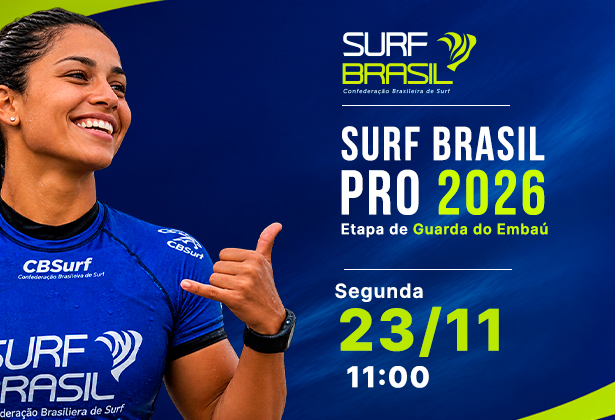 SURF
BRASIL
Confederação Brasileira de Surf
SURF BRASIL
PRO 2026
Etapa de Guarda do Embaú
Segunda
23/11
11:00
CBSurf
CBSurf
Confederação Brasileira de Surf
SURF
BRASIL
Confederação Brasileira de Surf